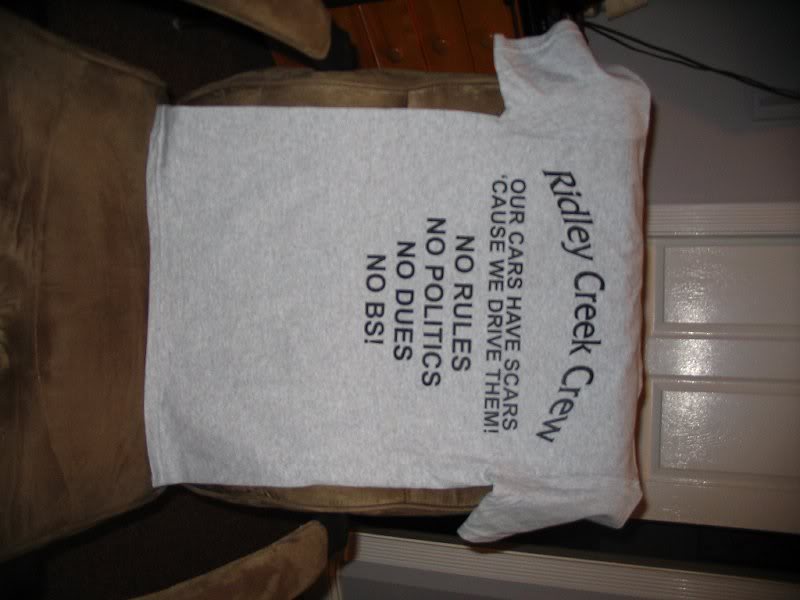 Ridley Creek Crew
OUR CARS HAVE SCARS
'CAUSE WE DRIVE THEM!
NO RULES
NO POLITICS
NO DUES
NO BS!